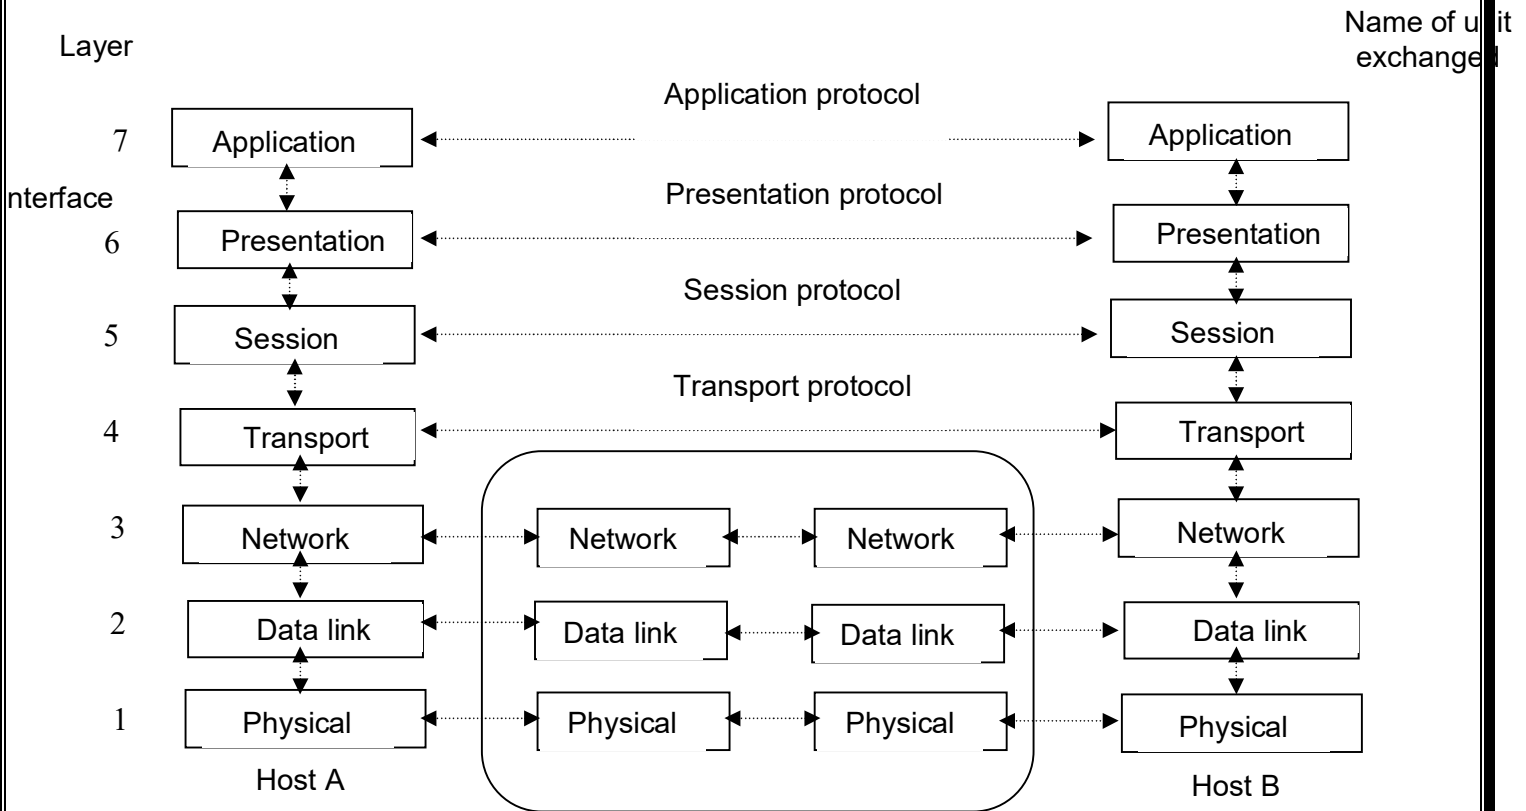 Name of u it
Layer
exchange
Application protocol
7 Application Application
nterface
Presentation protocol
6 Presentation Presentation
Session protocol
5 Session Session
Transport protocol
4 Transport Transport
3 Network Network Network Network
2 Data link Data link Data link Data link
1 Physical Physical Physical Physical
Host A Host B